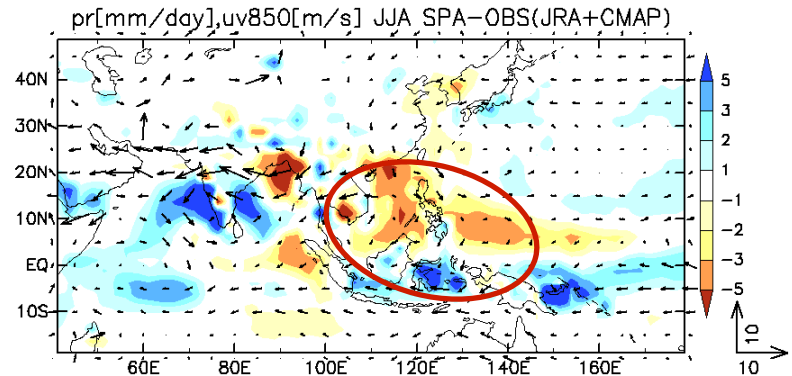 pr[mm/day],uv850[m/s] JJA SPA-OBS(JRA+CMAP)
40N
30N
20N
10N
EQ
10S
60E 80E 100E 120E 140E 160E
5
3
2
1
-1
-2
-3
-5
10
10